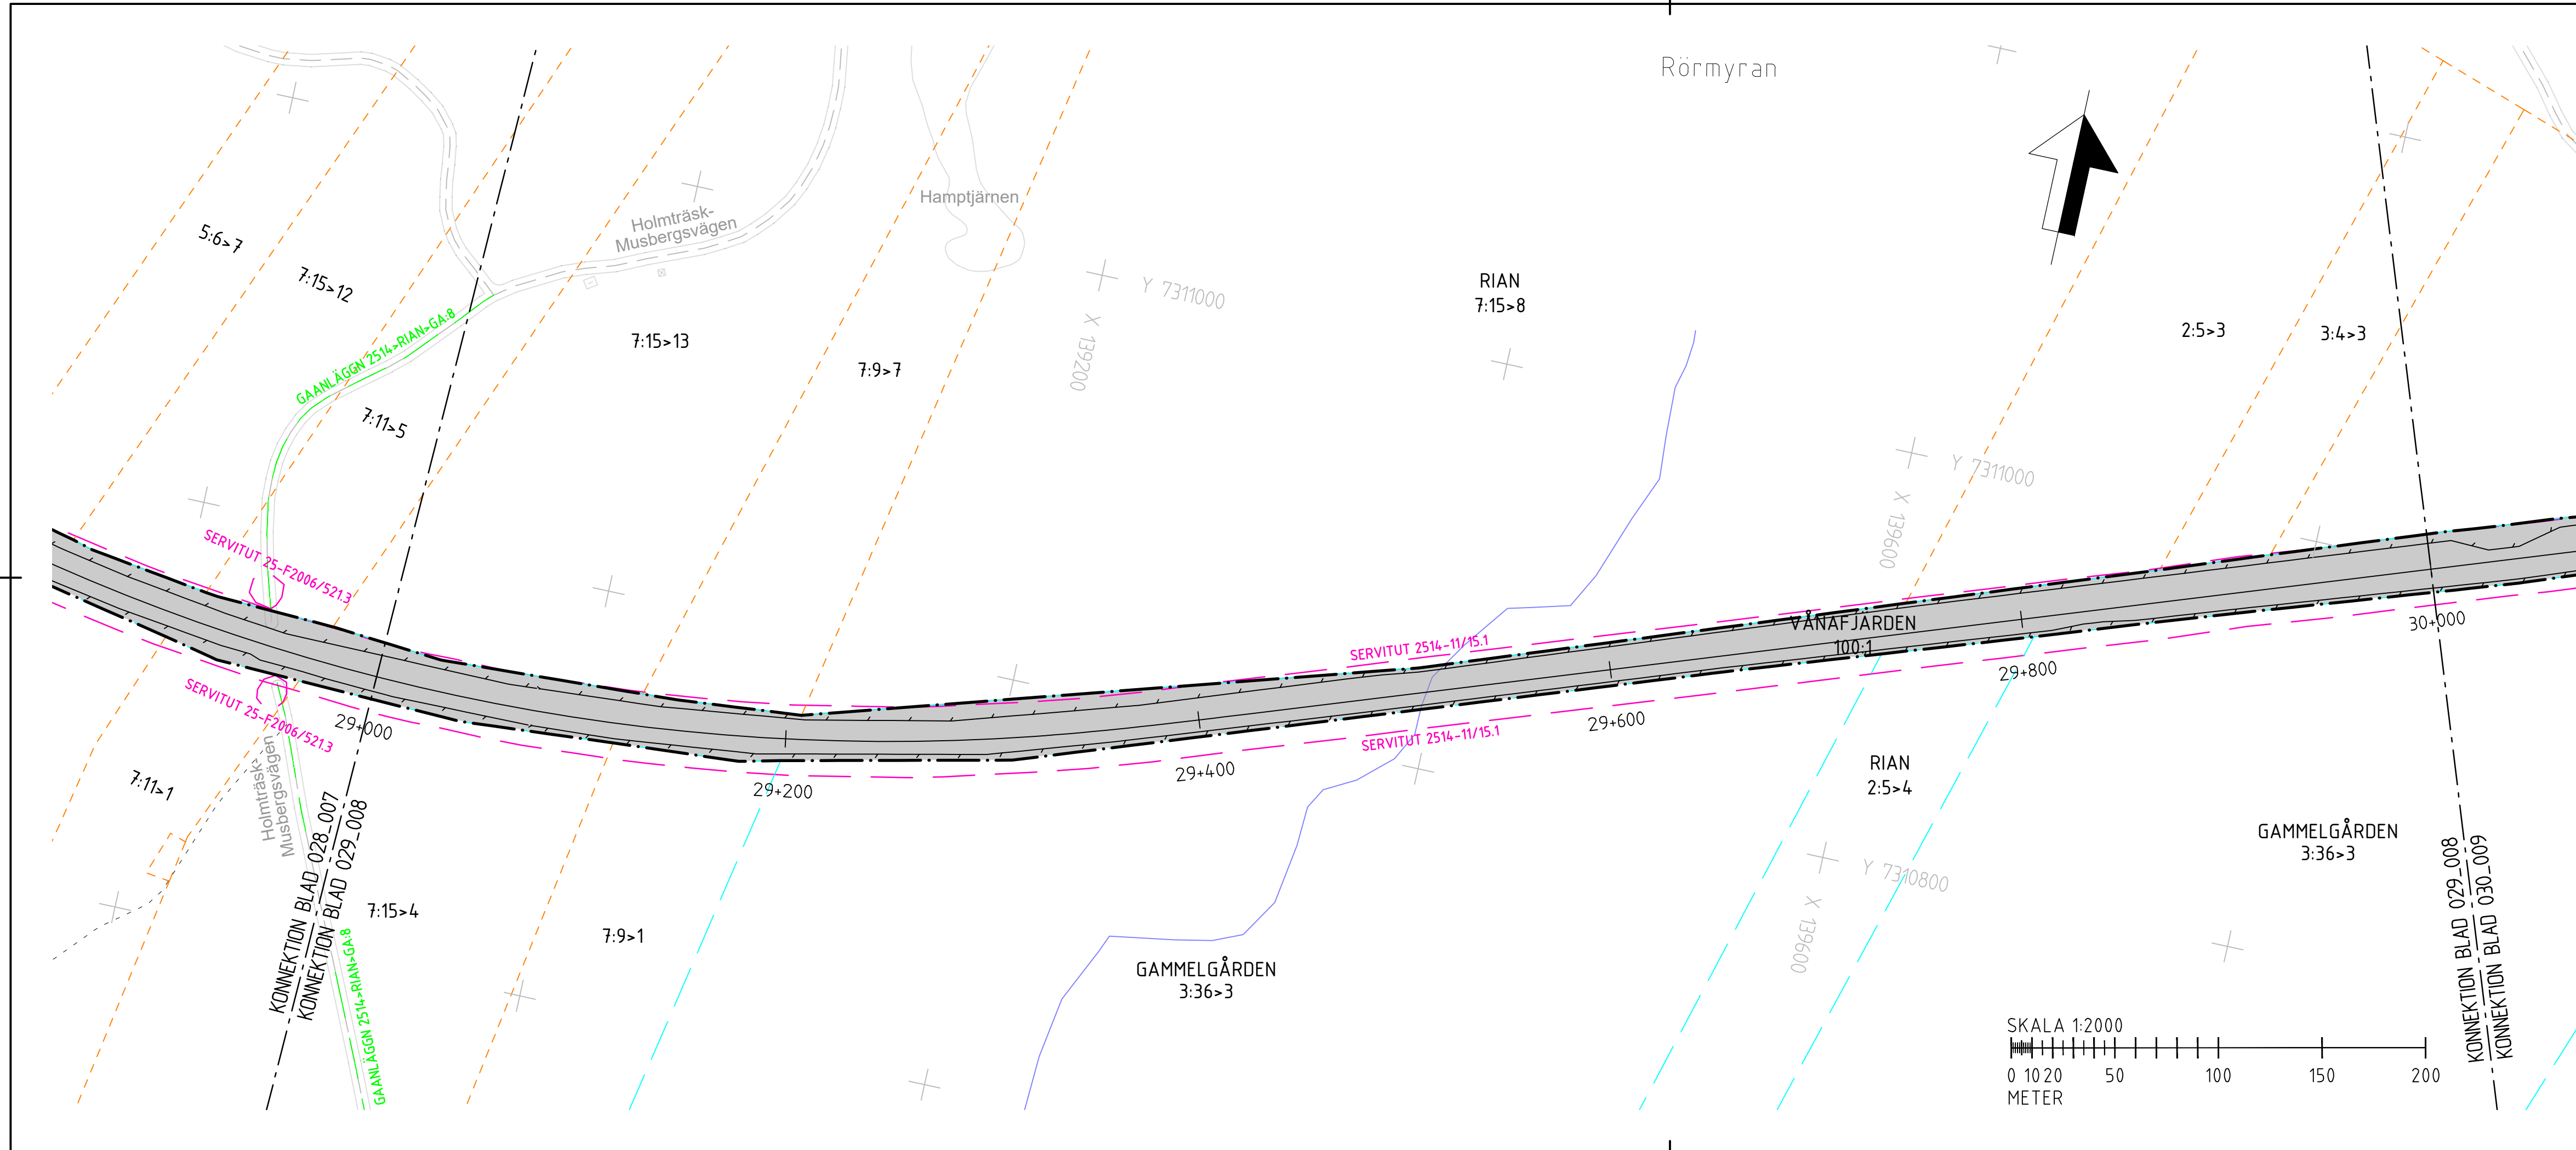 Rörmyran
Hamptjärnen
Holmträsk-
Musbergsvägen
5:6>7
7:15>12
GAANLÄGGN 2514>RIAN>GA:8
7:11>5
7:15>13
7:9>7
Y 7311000
X 139200
RIAN
7:15>8
2:5>3
3:4>3
Y 7311000
X 139600
SERVITUT 25-F2006/521.3
SERVITUT 25-F2006/521.3
SERVITUT 2514-11/15.1
SERVITUT 2514-11/15.1
VÅNAFJÄRDEN
100:1
29+000
29+200
29+400
29+600
29+800
30+000
7:11>1
Holmträsk-
Musbergsvägen
KONNEKTION BLAD 028_007
KONNEKTION BLAD 029_008
7:15>4
GAANLÄGGN 2514>RIAN>GA:8
7:9>1
GAMMELGÅRDEN
3:36>3
RIAN
2:5>4
Y 7310800
X 139600
GAMMELGÅRDEN
3:36>3
KONNEKTION BLAD 029_008
KONNEKTION BLAD 030_009
SKALA 1:2000
0 10 20 50 100 150 200
METER